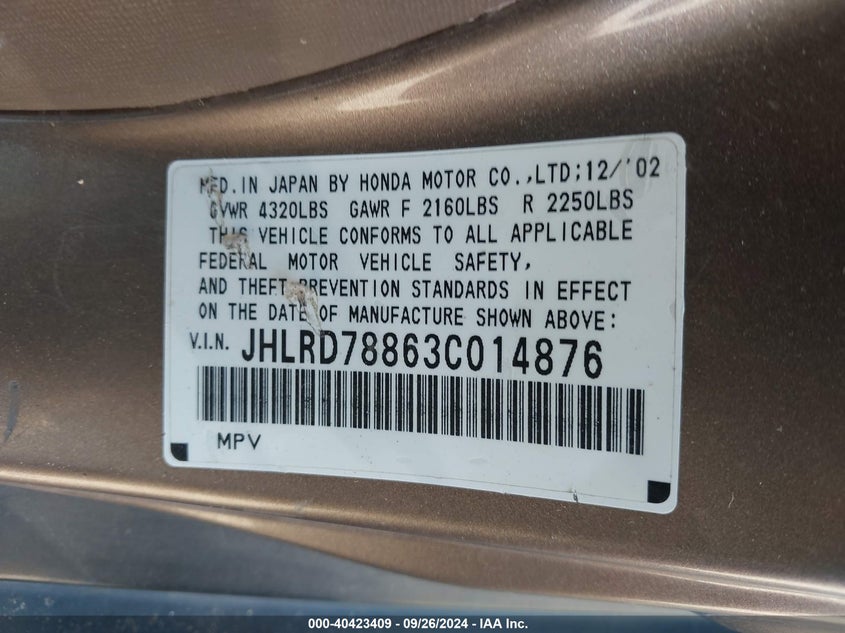 MFD. IN JAPAN BY HONDA MOTOR CO.,LTD;12/'02
GVWR 4320LBS GAWR F 2160LBS R 2250LBS
THIS VEHICLE CONFORMS TO ALL APPLICABLE
FEDERAL MOTOR VEHICLE SAFETY,
AND THEFT PREVENTION STANDARDS IN EFFECT
ON THE DATE OF MANUFACTURE SHOWN ABOVE:
V.I.N. JHLRD78863C014876
MPV
000-40423409 - 09/26/2024 - IAA Inc.